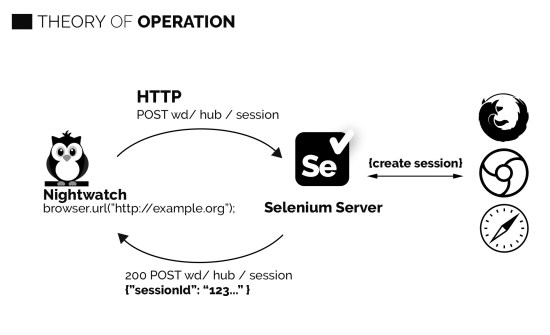 THEORY OF OPERATION
HTTP
POST wd/ hub / session
Se
{create session}
Nightwatch
browser.url("http://example.org");
Selenium Server
200 POST wd/ hub / session
{"sessionId": “123...” }